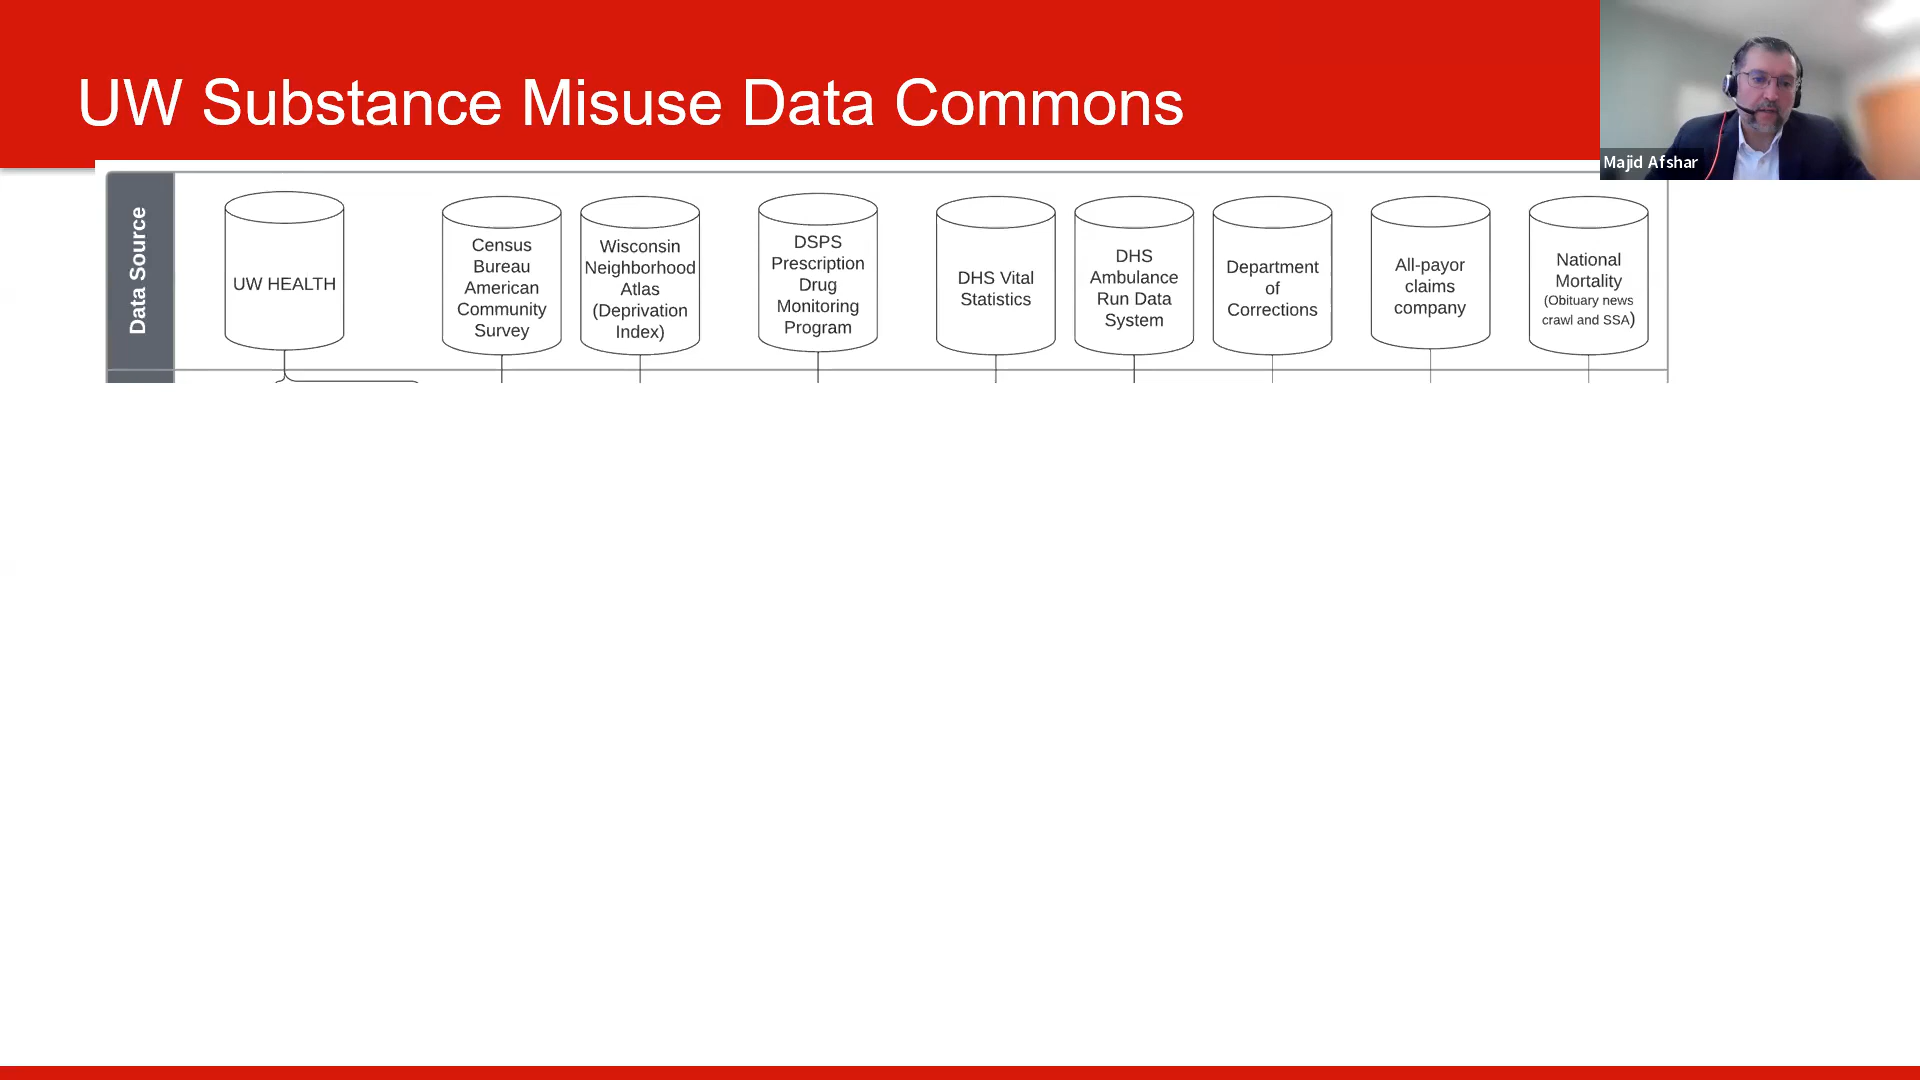 UW Substance Misuse Data Commons
Majid Afshar
Data Source
UW HEALTH
Census
Bureau
American
Community
Survey
Wisconsin
Neighborhood
Atlas
(Deprivation
Index)
DSPS
Prescription
Drug
Monitoring
Program
DHS Vital
Statistics
DHS
Ambulance
Run Data
System
Department
of
Corrections
All-payor
claims
company
National
Mortality
(Obituary news
crawl and SSA)